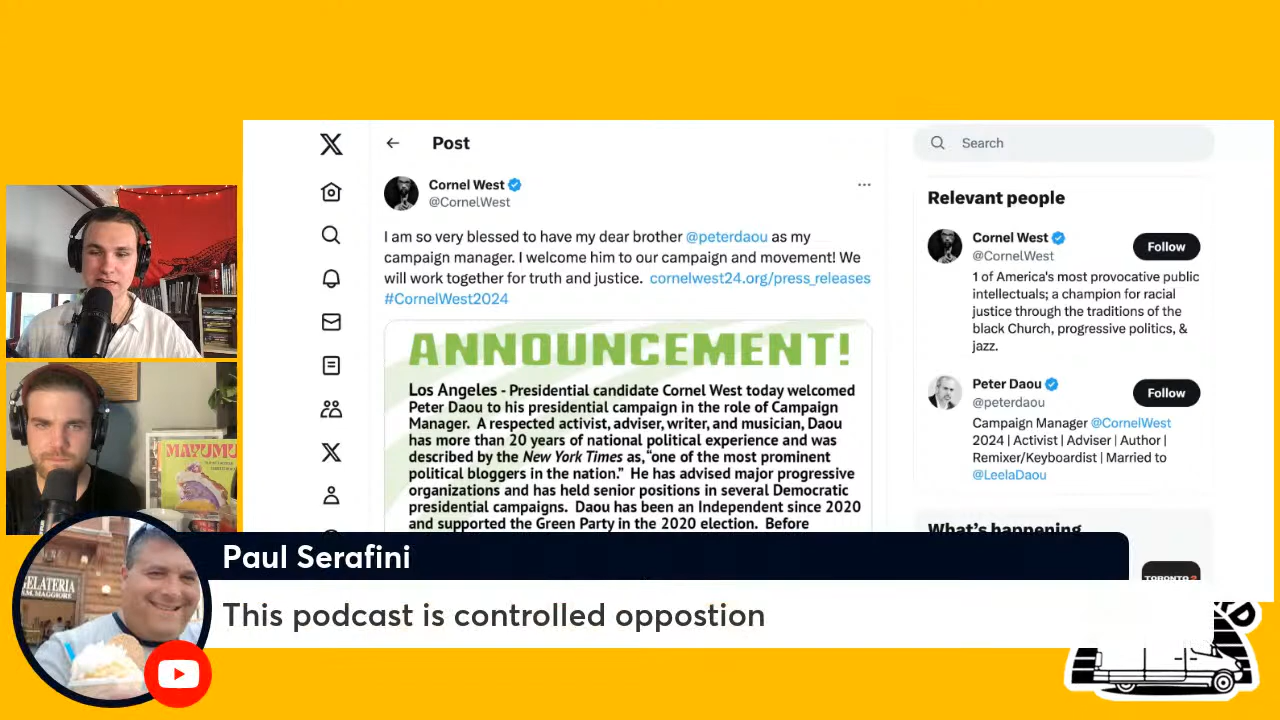 Post
Search
Cornel West
@CornelWest
I am so very blessed to have my dear brother @peterdaou as my
campaign manager. I welcome him to our campaign and movement! We
will work together for truth and justice. cornelwest24.org/press_releases
#CornelWest2024
ANNOUNCEMENT!
Los Angeles - Presidential candidate Cornel West today welcomed
Peter Daou to his presidential campaign in the role of Campaign
Manager. A respected activist, adviser, writer, and musician, Daou
has more than 20 years of national political experience and was
described by the New York Times as, "one of the most prominent
political bloggers in the nation." He has advised major progressive
organizations and has held senior positions in several Democratic
presidential campaigns. Daou has been an Independent since 2020
and supported the Green Party in the 2020 election. Before
Relevant people
Cornel West
@CornelWest
Follow
1 of America's most provocative public
intellectuals; a champion for racial
justice through the traditions of the
black Church, progressive politics, &
jazz.
Peter Daou
@peterdaou
Follow
Campaign Manager @CornelWest
2024 | Activist | Adviser | Author |
Remixer/Keyboardist | Married to
@LeelaDaou
What's happening
TORONTO 2
MAYUMU
GELATERIA
MAGGIORE
Paul Serafini
This podcast is controlled oppostion